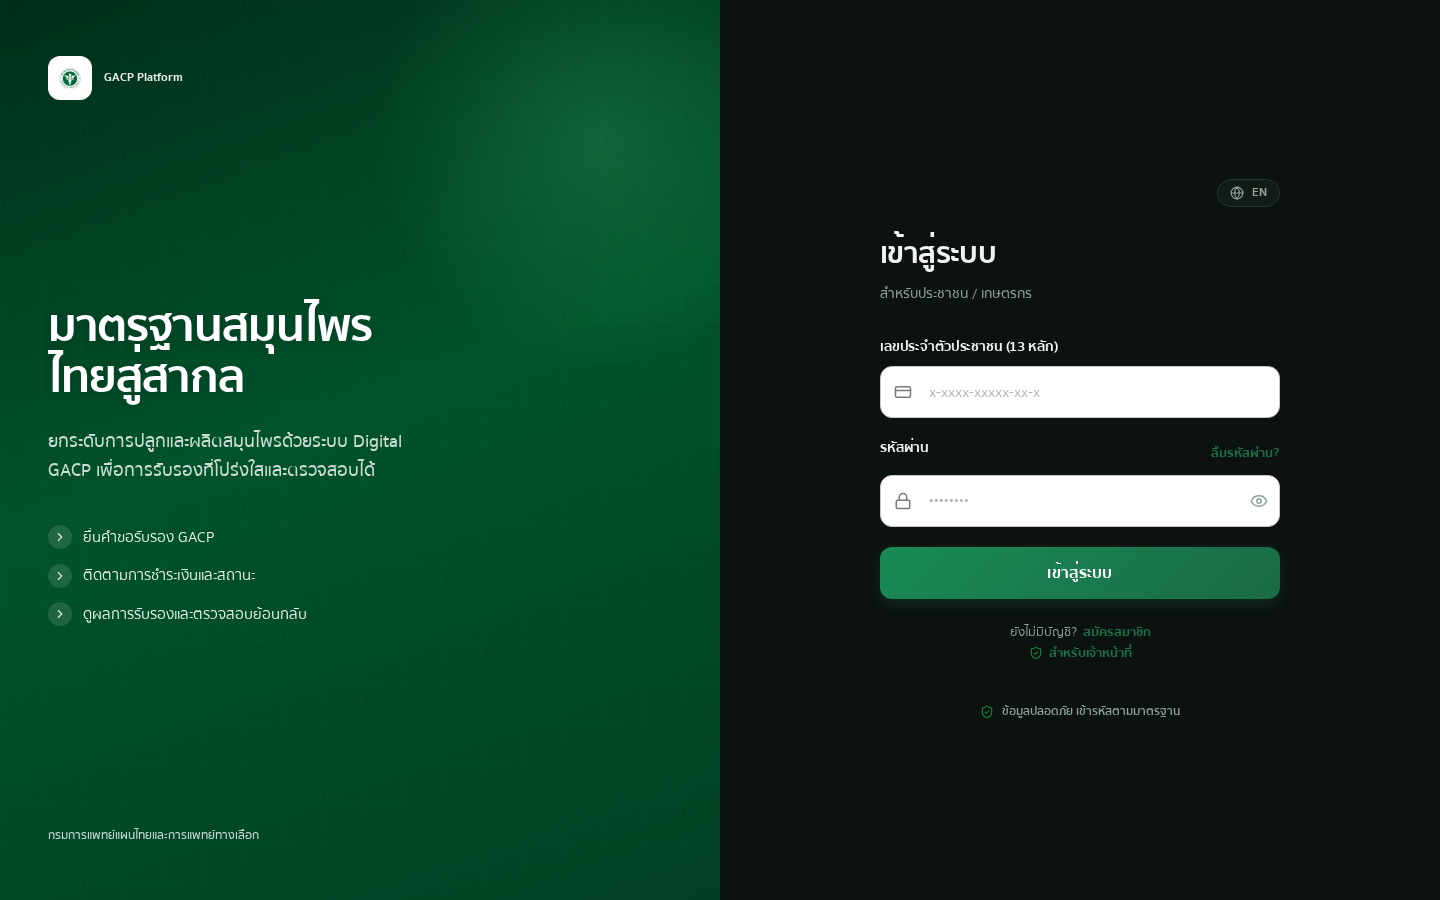 GACP Platform
มาตรฐานสมุนไพร
ไทยสู่สากล
ยกระดับการปลูกและผลิตสมุนไพรด้วยระบบ Digital
GACP เพื่อการรับรองที่โปร่งใสและตรวจสอบได้
ยื่นคำขอรับรอง GACP
ติดตามการชำระเงินและสถานะ
ดูผลการรับรองและตรวจสอบย้อนกลับ
กรมการแพทย์แผนไทยและการแพทย์ทางเลือก
EN
เข้าสู่ระบบ
สำหรับประชาชน / เกษตรกร
เลขประจำตัวประชาชน (13 หลัก)
x-xxxx-xxxxx-xx-x
รหัสผ่าน
ลืมรหัสผ่าน?
••••••••
เข้าสู่ระบบ
ยังไม่มีบัญชี? สมัครสมาชิก
สำหรับเจ้าหน้าที่
ข้อมูลปลอดภัย เข้ารหัสตามมาตรฐาน